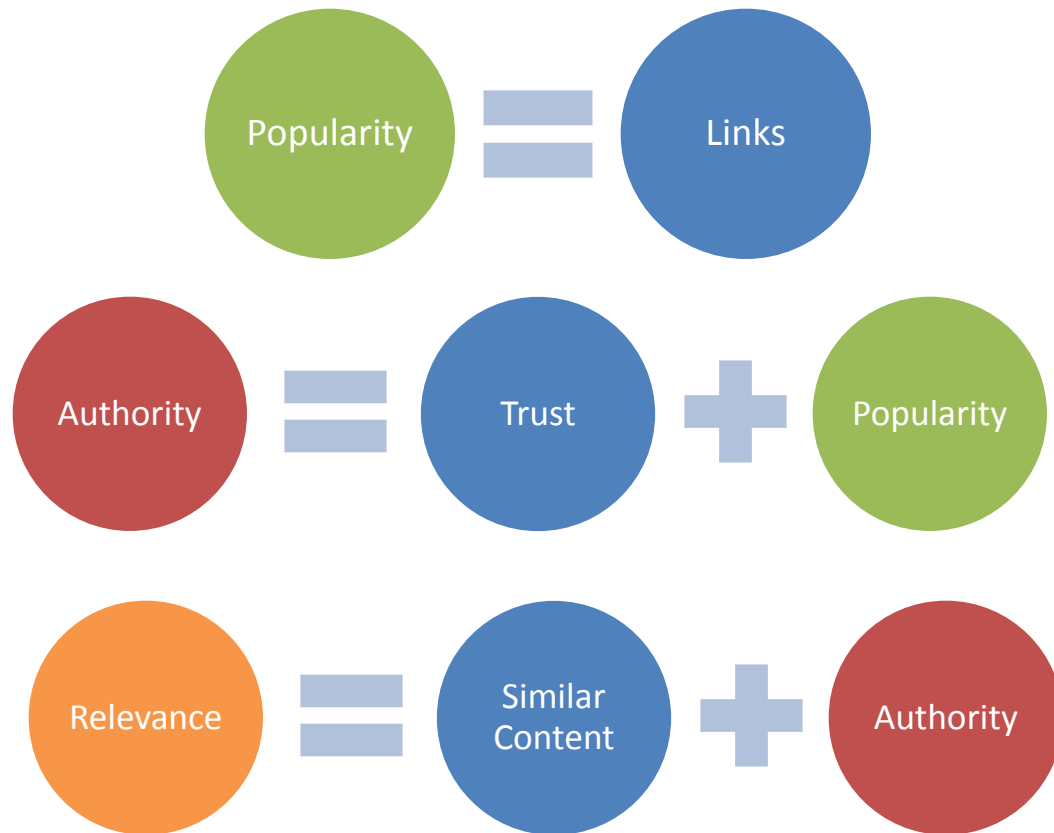 Popularity
Links
Authority
Trust
Popularity
Relevance
Similar
Content
Authority